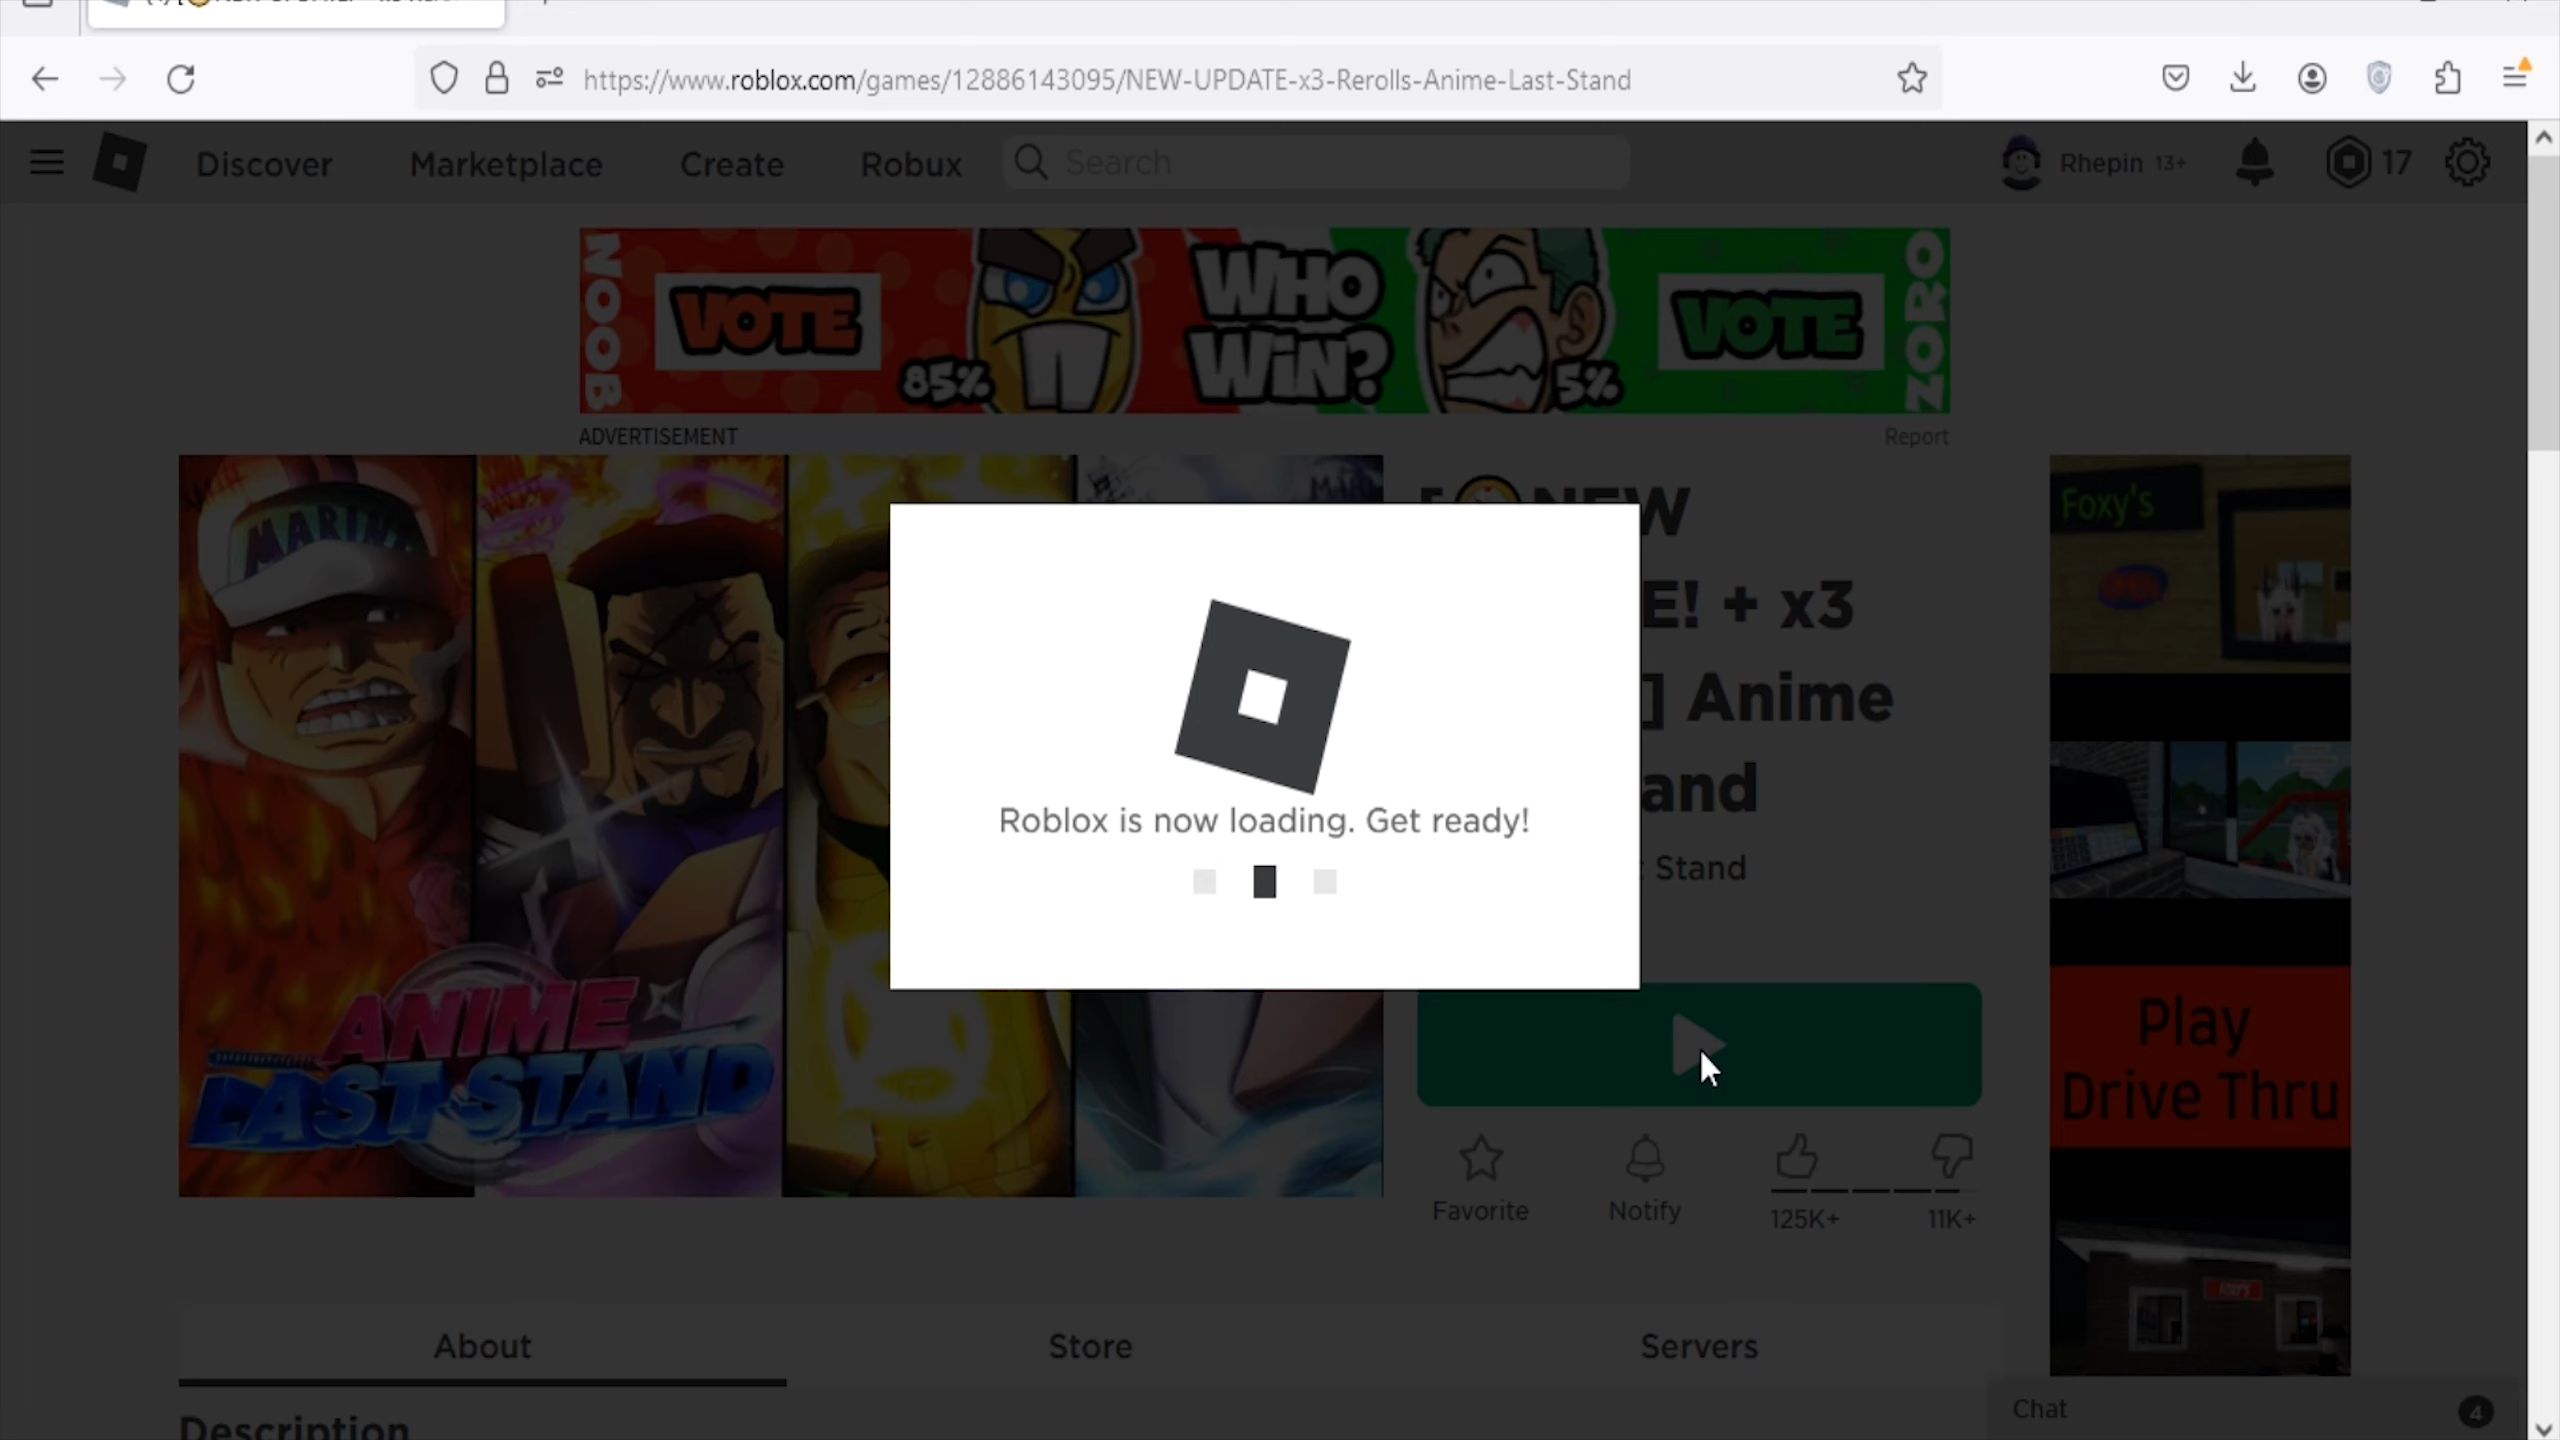 https://www.roblox.com/games/12886143095/NEW-UPDATE-x3-Rerolls-Anime-Last-Stand
Discover
Marketplace
Create
Robux
Search
Rhepin 13+
17
NOOB
VOTE
85%
WHO
WiN?
5%
VOTE
ZORO
ADVERTISEMENT
Report
NEW
E! + x3
] Anime
and
Stand
MARIN
ANIME
LAST STAND
Roblox is now loading. Get ready!
Favorite
Notify
125K+
11K+
Foxy's
Play
Drive Thru
FOXY'S
About
Store
Servers
Description
Chat
4